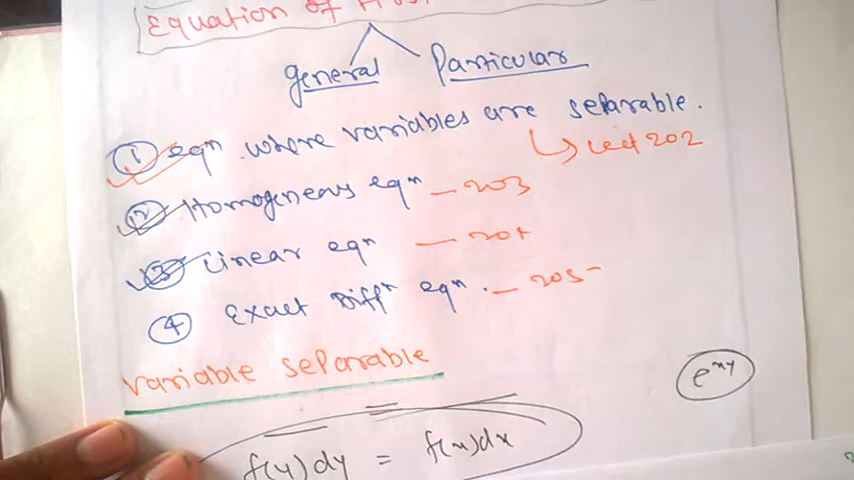 Equation of
general Particular
① eqn where variables are separable.
↳ Lect 202
② Homogeneous eqn - 203
③ Linear eqn - 204
④ Exact Diffn eqn. - 205
variable separable
e^xy
f(y)dy = f(x)dx